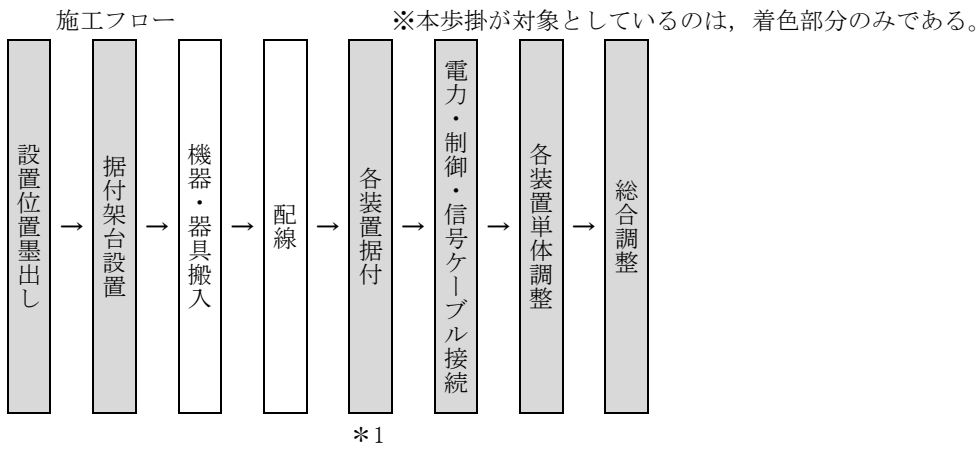 施工フロー
※本歩掛が対象としているのは，着色部分のみである。
設置位置墨出し
→
据付架台設置
→
機器・器具搬入
→
配線
→
各装置据付
→
電力・制御・信号ケーブル接続
→
各装置単体調整
→
総合調整
＊1